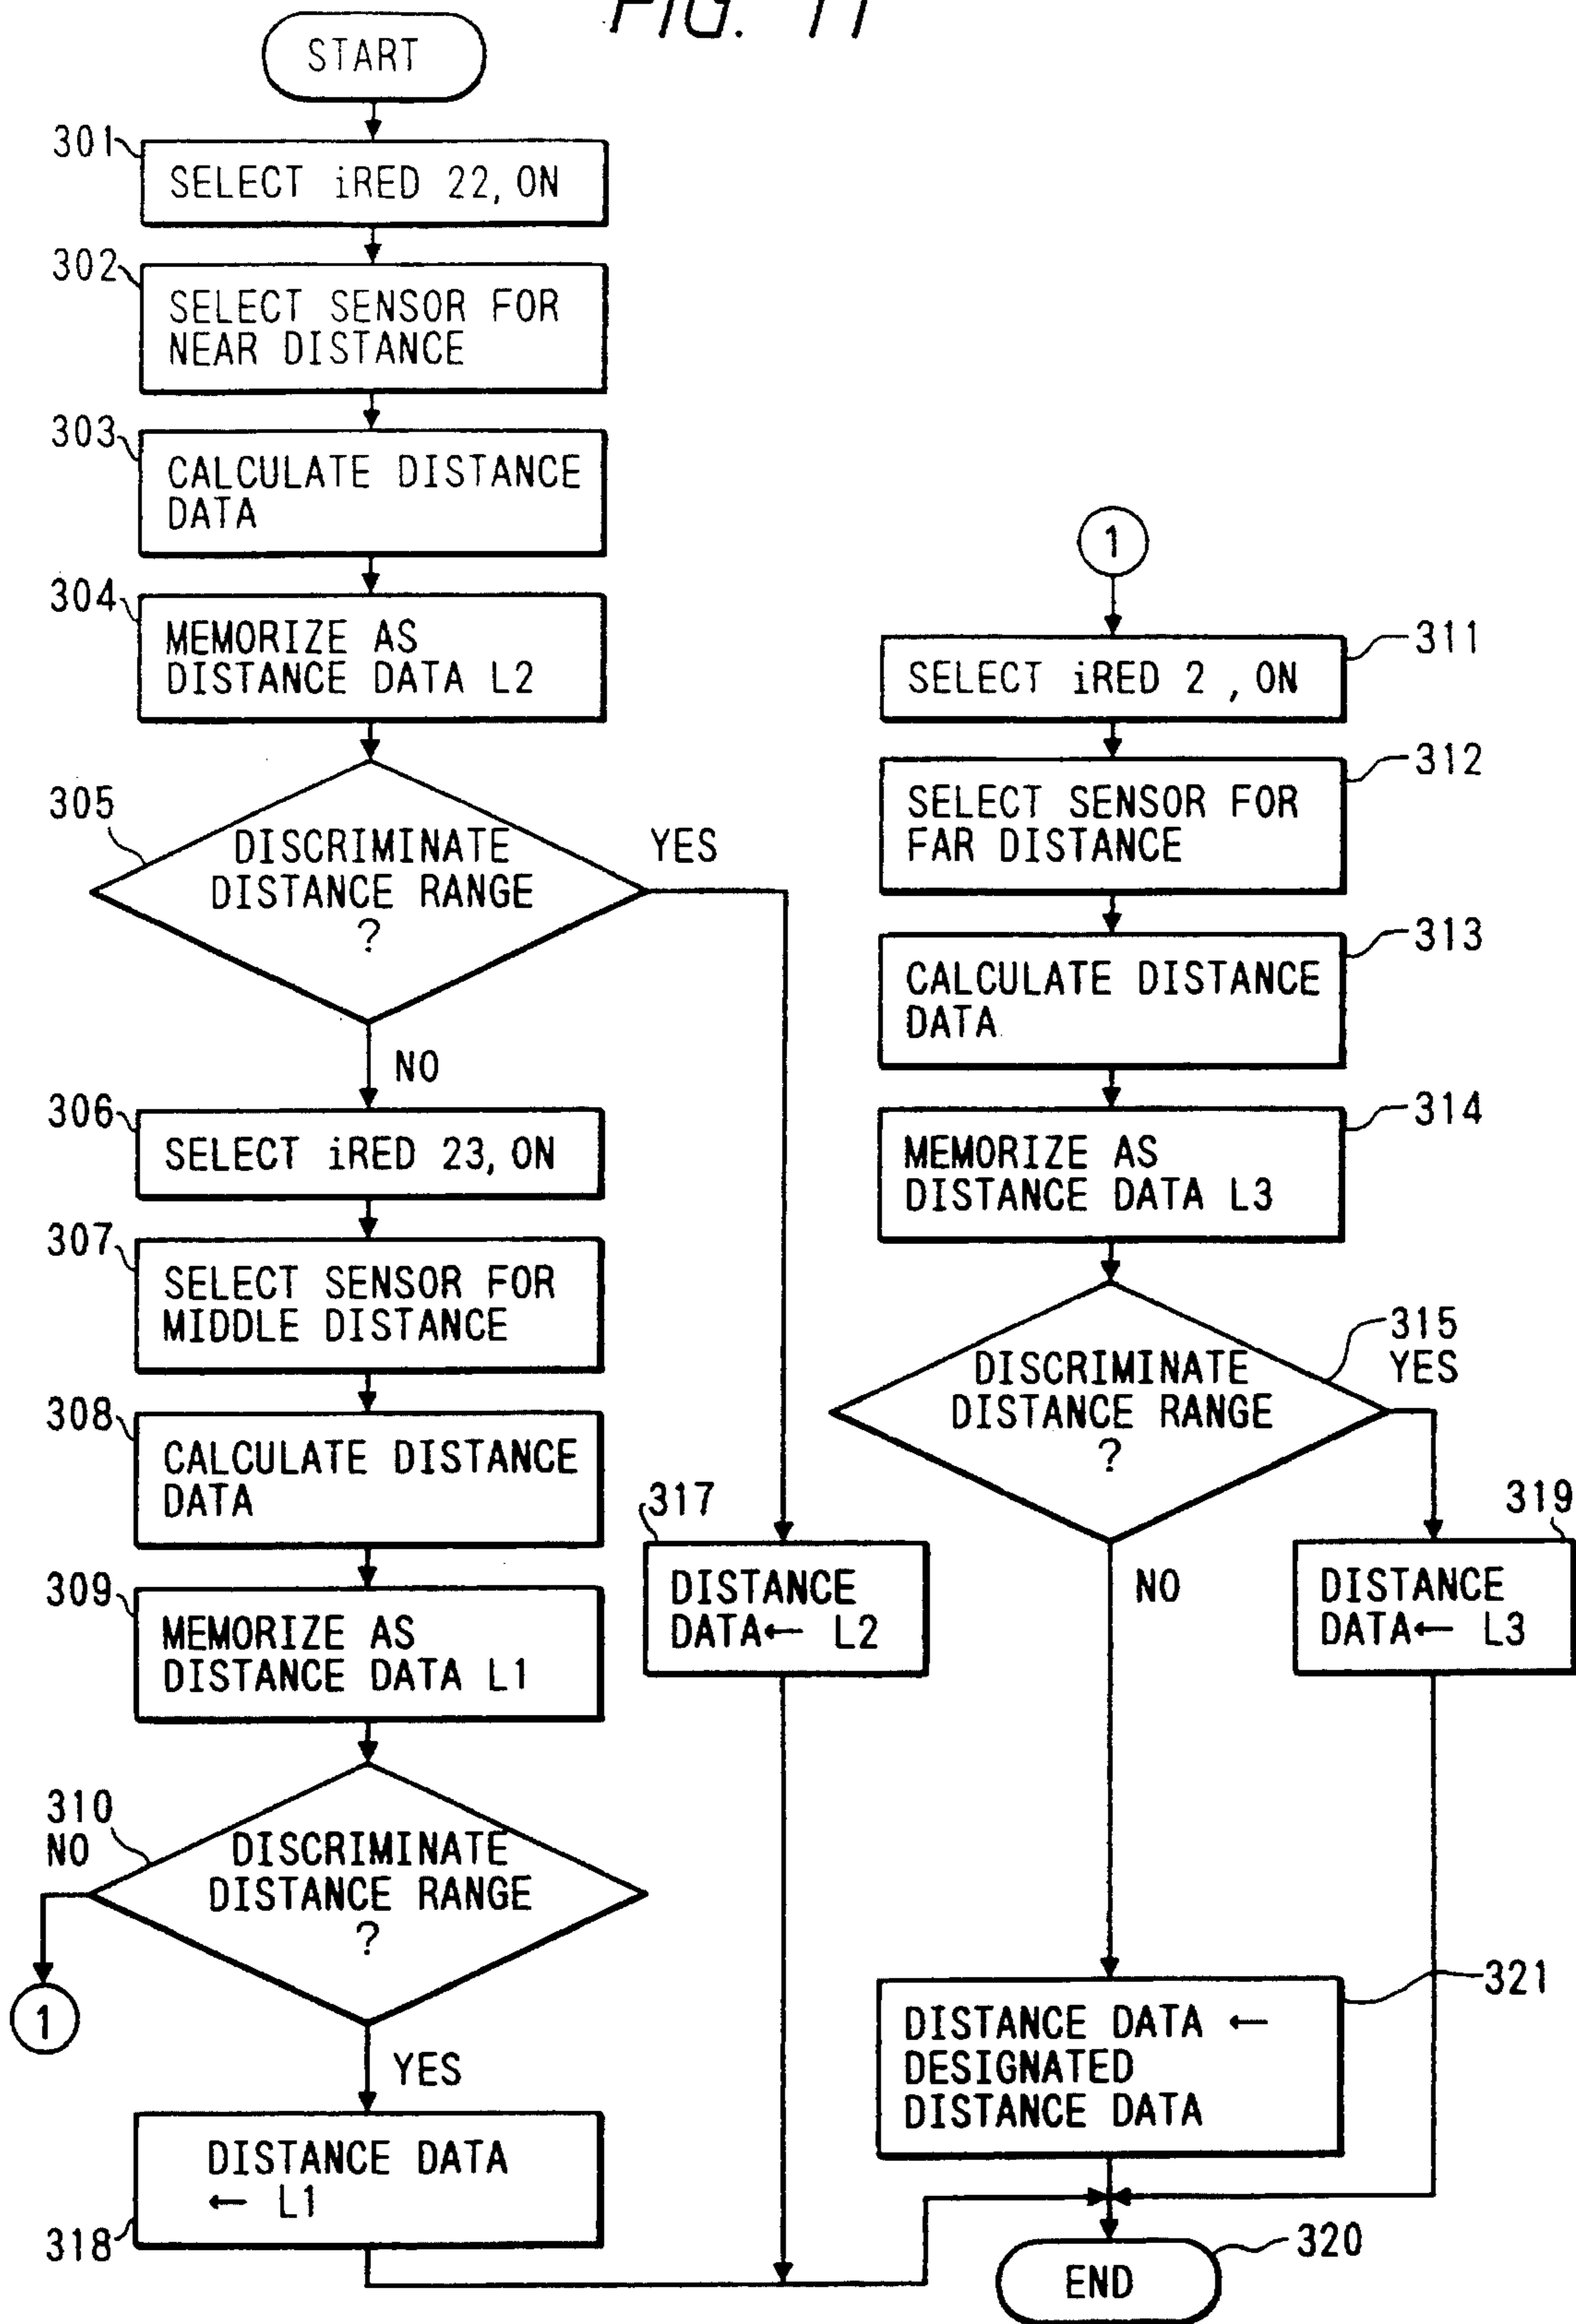 FIG. 11
START
301
SELECT iRED 22, ON
302
SELECT SENSOR FOR
NEAR DISTANCE
303
CALCULATE DISTANCE
DATA
304
MEMORIZE AS
DISTANCE DATA L2
305
DISCRIMINATE
DISTANCE RANGE
?
YES
NO
306
SELECT iRED 23, ON
307
SELECT SENSOR FOR
MIDDLE DISTANCE
308
CALCULATE DISTANCE
DATA
309
MEMORIZE AS
DISTANCE DATA L1
310
NO
DISCRIMINATE
DISTANCE RANGE
?
1
YES
DISTANCE DATA
← L1
318
317
DISTANCE
DATA← L2
1
311
SELECT iRED 2 , ON
312
SELECT SENSOR FOR
FAR DISTANCE
313
CALCULATE DISTANCE
DATA
314
MEMORIZE AS
DISTANCE DATA L3
315
YES
DISCRIMINATE
DISTANCE RANGE
?
NO
319
DISTANCE
DATA← L3
321
DISTANCE DATA ←
DESIGNATED
DISTANCE DATA
320
END